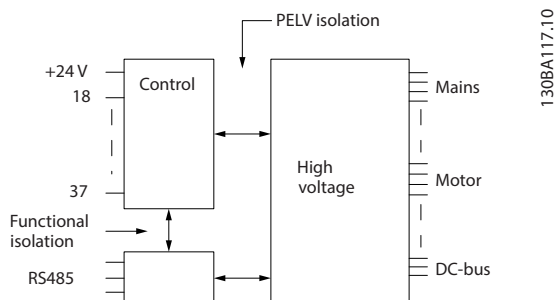 PELV isolation
130BA117.10
+24 V
Control
Mains
18
High
voltage
37
Motor
Functional
isolation
RS485
DC-bus